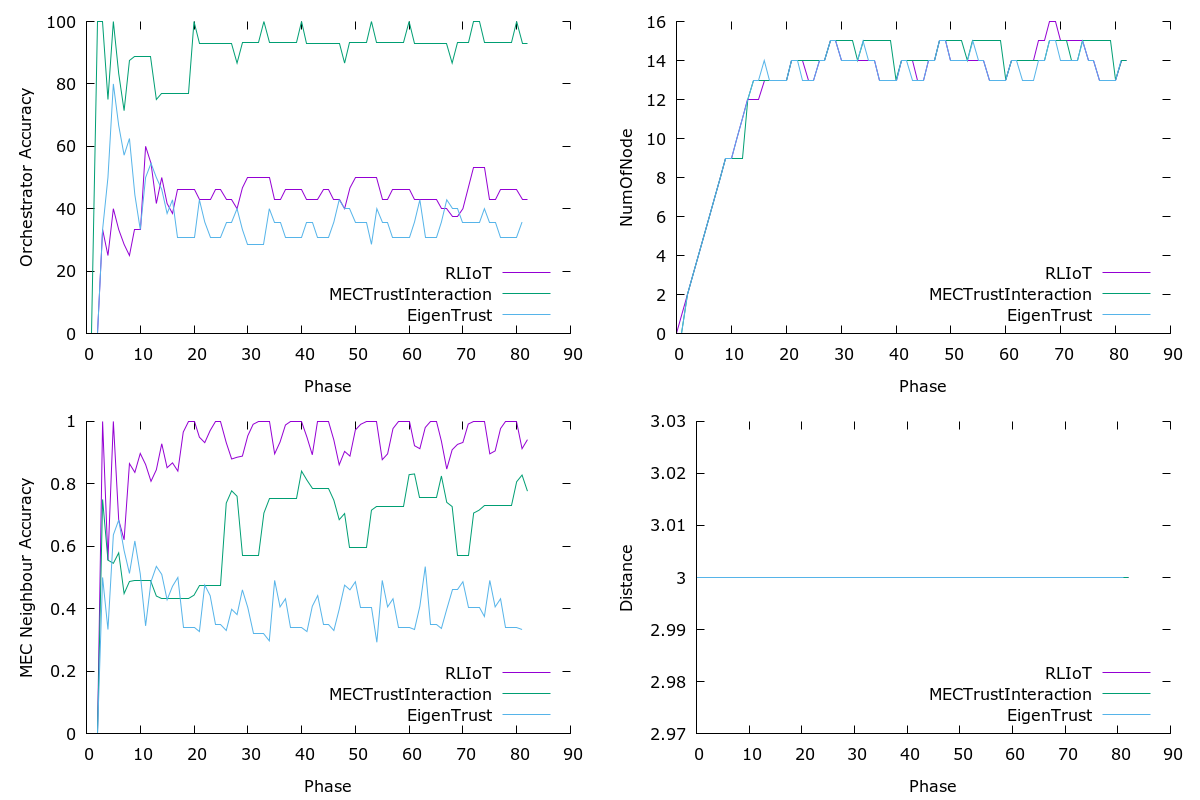 100
80
60
40
20
0
Orchestrator Accuracy
RLIoT
MECTrustInteraction
EigenTrust
0 10 20 30 40 50 60 70 80 90
Phase
16
14
12
10
8
6
4
2
0
NumOfNode
RLIoT
MECTrustInteraction
EigenTrust
0 10 20 30 40 50 60 70 80 90
Phase
1
0.8
0.6
0.4
0.2
0
MEC Neighbour Accuracy
RLIoT
MECTrustInteraction
EigenTrust
0 10 20 30 40 50 60 70 80 90
Phase
3.03
3.02
3.01
3
2.99
2.98
2.97
Distance
RLIoT
MECTrustInteraction
EigenTrust
0 10 20 30 40 50 60 70 80 90
Phase